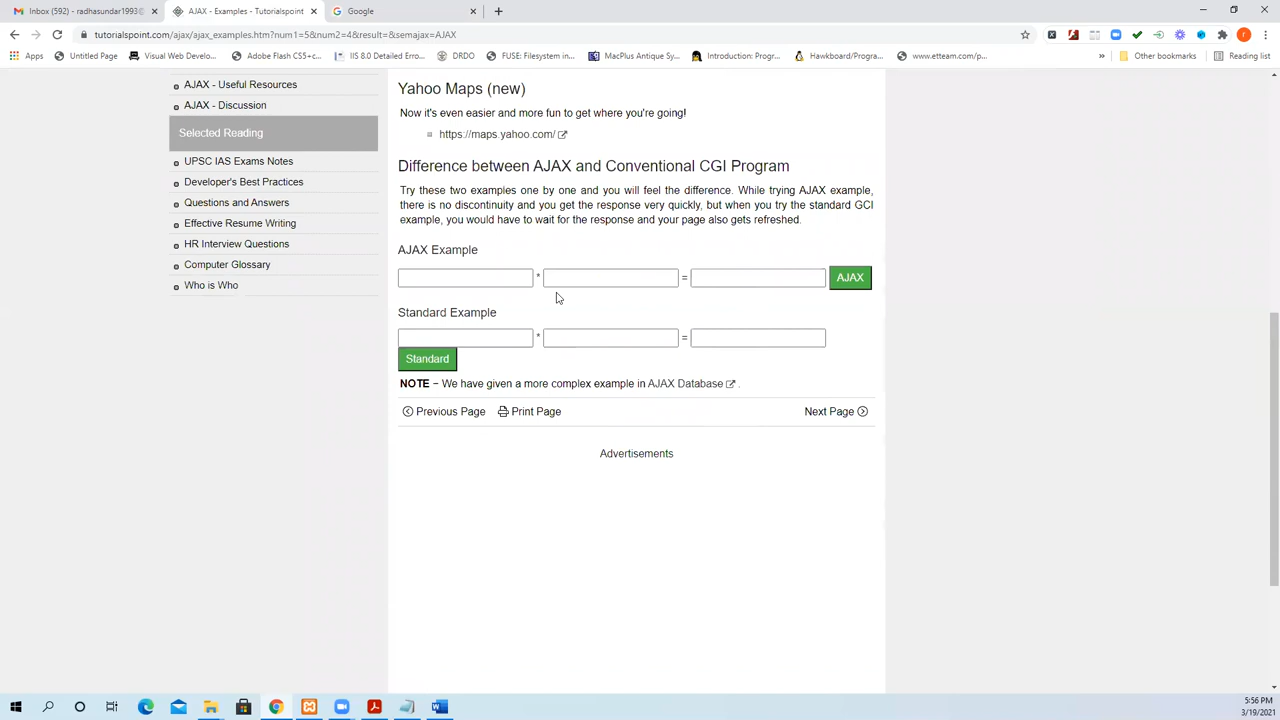 Inbox (592) - radhasundar1993@
AJAX - Examples - Tutorialspoint
Google
tutorialspoint.com/ajax/ajax_examples.htm?num1=5&num2=4&result=&semajax=AJAX
Apps
Untitled Page
Visual Web Develo...
Adobe Flash CS5+c...
IIS 8.0 Detailed Erro...
DRDO
FUSE: Filesystem in...
MacPlus Antique Sy...
Introduction: Progr...
Hawkboard/Progra...
www.etteam.com/p...
»
Other bookmarks
Reading list
AJAX - Useful Resources
AJAX - Discussion
Selected Reading
UPSC IAS Exams Notes
Developer's Best Practices
Questions and Answers
Effective Resume Writing
HR Interview Questions
Computer Glossary
Who is Who
Yahoo Maps (new)
Now it's even easier and more fun to get where you're going!
https://maps.yahoo.com/
Difference between AJAX and Conventional CGI Program
Try these two examples one by one and you will feel the difference. While trying AJAX example,
there is no discontinuity and you get the response very quickly, but when you try the standard GCI
example, you would have to wait for the response and your page also gets refreshed.
AJAX Example
* = AJAX
Standard Example
* =
Standard
NOTE − We have given a more complex example in AJAX Database .
Previous Page Print Page Next Page
Advertisements
5:56 PM
3/19/2021